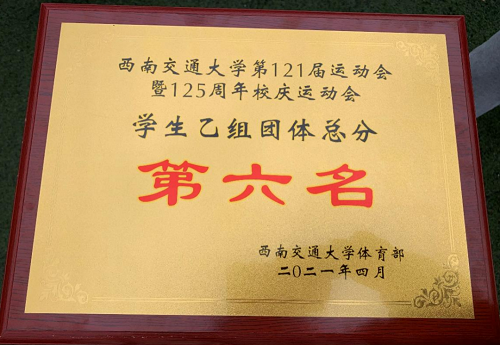 西南交通大学第121届运动会
暨125周年校庆运动会
学生乙组团体总分
第六名
西南交通大学体育部
二〇二一年四月